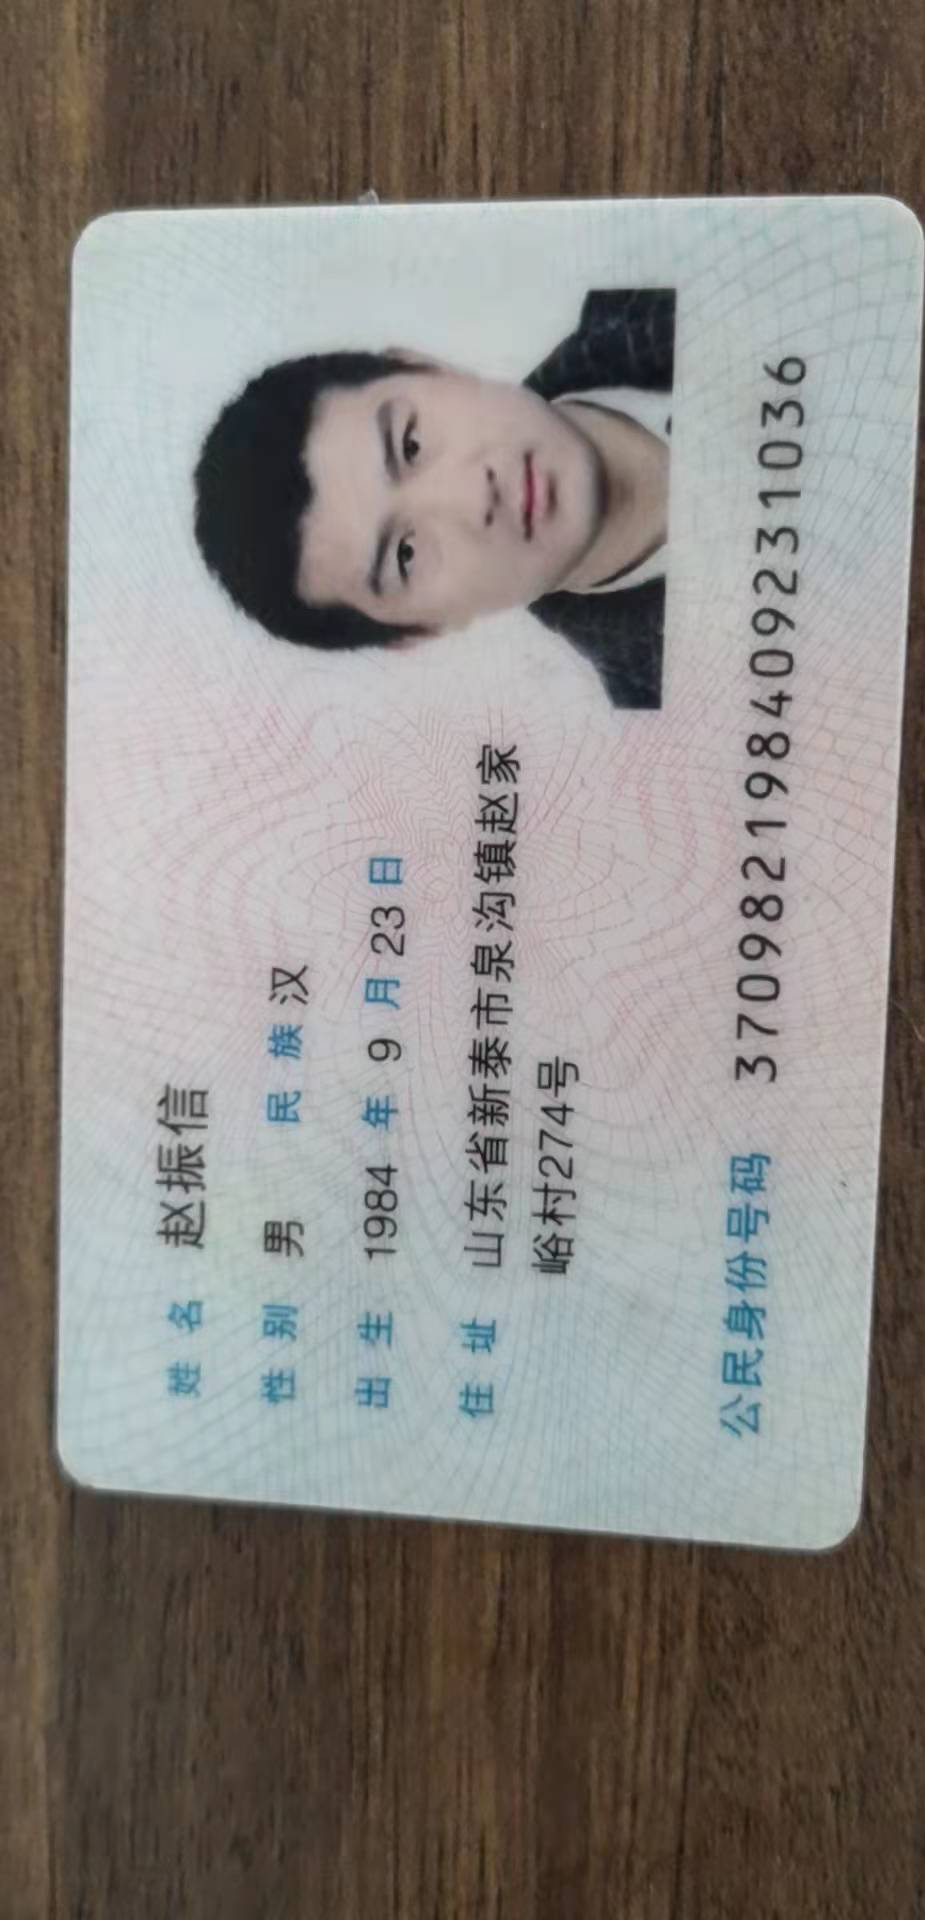 姓名 赵振信
性别 男 民族 汉
出生 1984 年 9 月 23 日
住址 山东省新泰市泉沟镇赵家
峪村274号
公民身份号码 370982198409231036